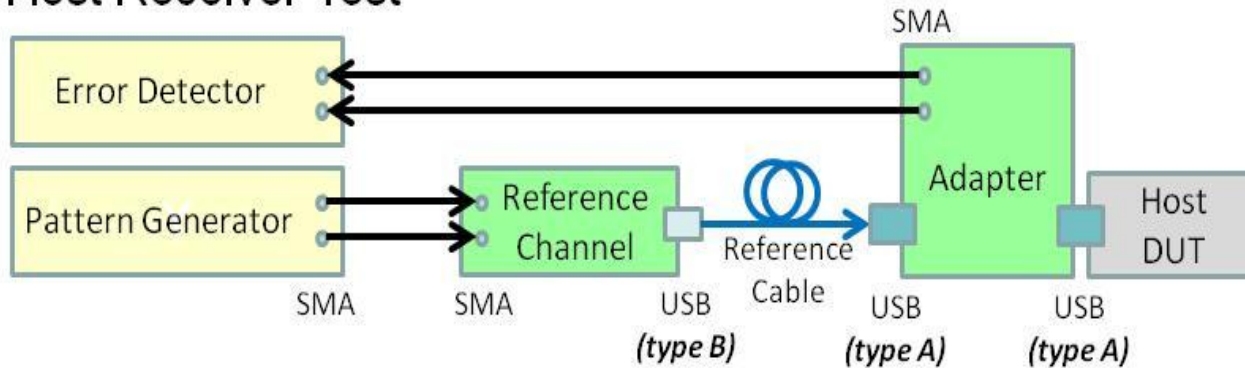 Host Receiver Test
SMA
Error Detector
Adapter
Pattern Generator
Reference
Channel
Host
DUT
Reference
Cable
SMA
SMA
USB
(type B)
USB
(type A)
USB
(type A)